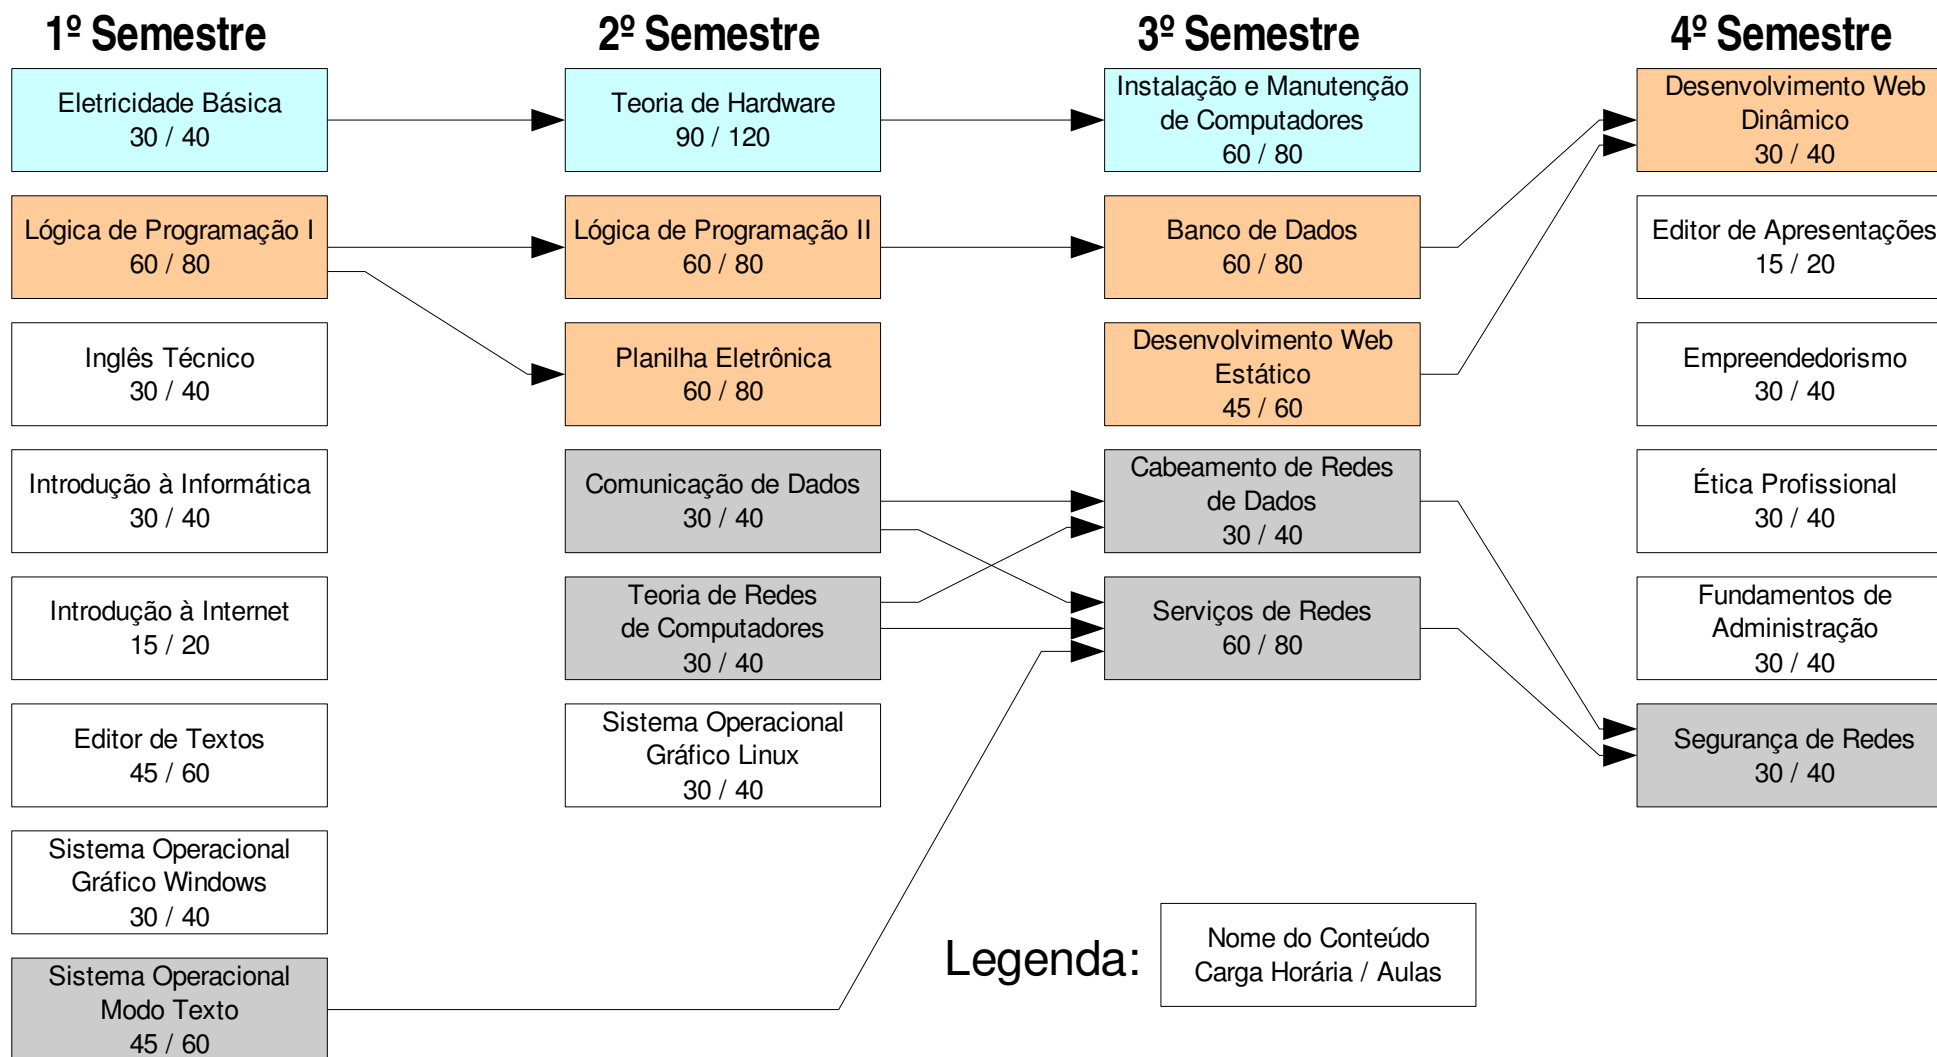 1º Semestre
Eletricidade Básica
30 / 40
Lógica de Programação I
60 / 80
Inglês Técnico
30 / 40
Introdução à Informática
30 / 40
Introdução à Internet
15 / 20
Editor de Textos
45 / 60
Sistema Operacional
Gráfico Windows
30 / 40
Sistema Operacional
Modo Texto
45 / 60
2º Semestre
Teoria de Hardware
90 / 120
Lógica de Programação II
60 / 80
Planilha Eletrônica
60 / 80
Comunicação de Dados
30 / 40
Teoria de Redes
de Computadores
30 / 40
Sistema Operacional
Gráfico Linux
30 / 40
3º Semestre
Instalação e Manutenção
de Computadores
60 / 80
Banco de Dados
60 / 80
Desenvolvimento Web
Estático
45 / 60
Cabeamento de Redes
de Dados
30 / 40
Serviços de Redes
60 / 80
4º Semestre
Desenvolvimento Web
Dinâmico
30 / 40
Editor de Apresentações
15 / 20
Empreendedorismo
30 / 40
Ética Profissional
30 / 40
Fundamentos de
Administração
30 / 40
Segurança de Redes
30 / 40
Legenda:
Nome do Conteúdo
Carga Horária / Aulas